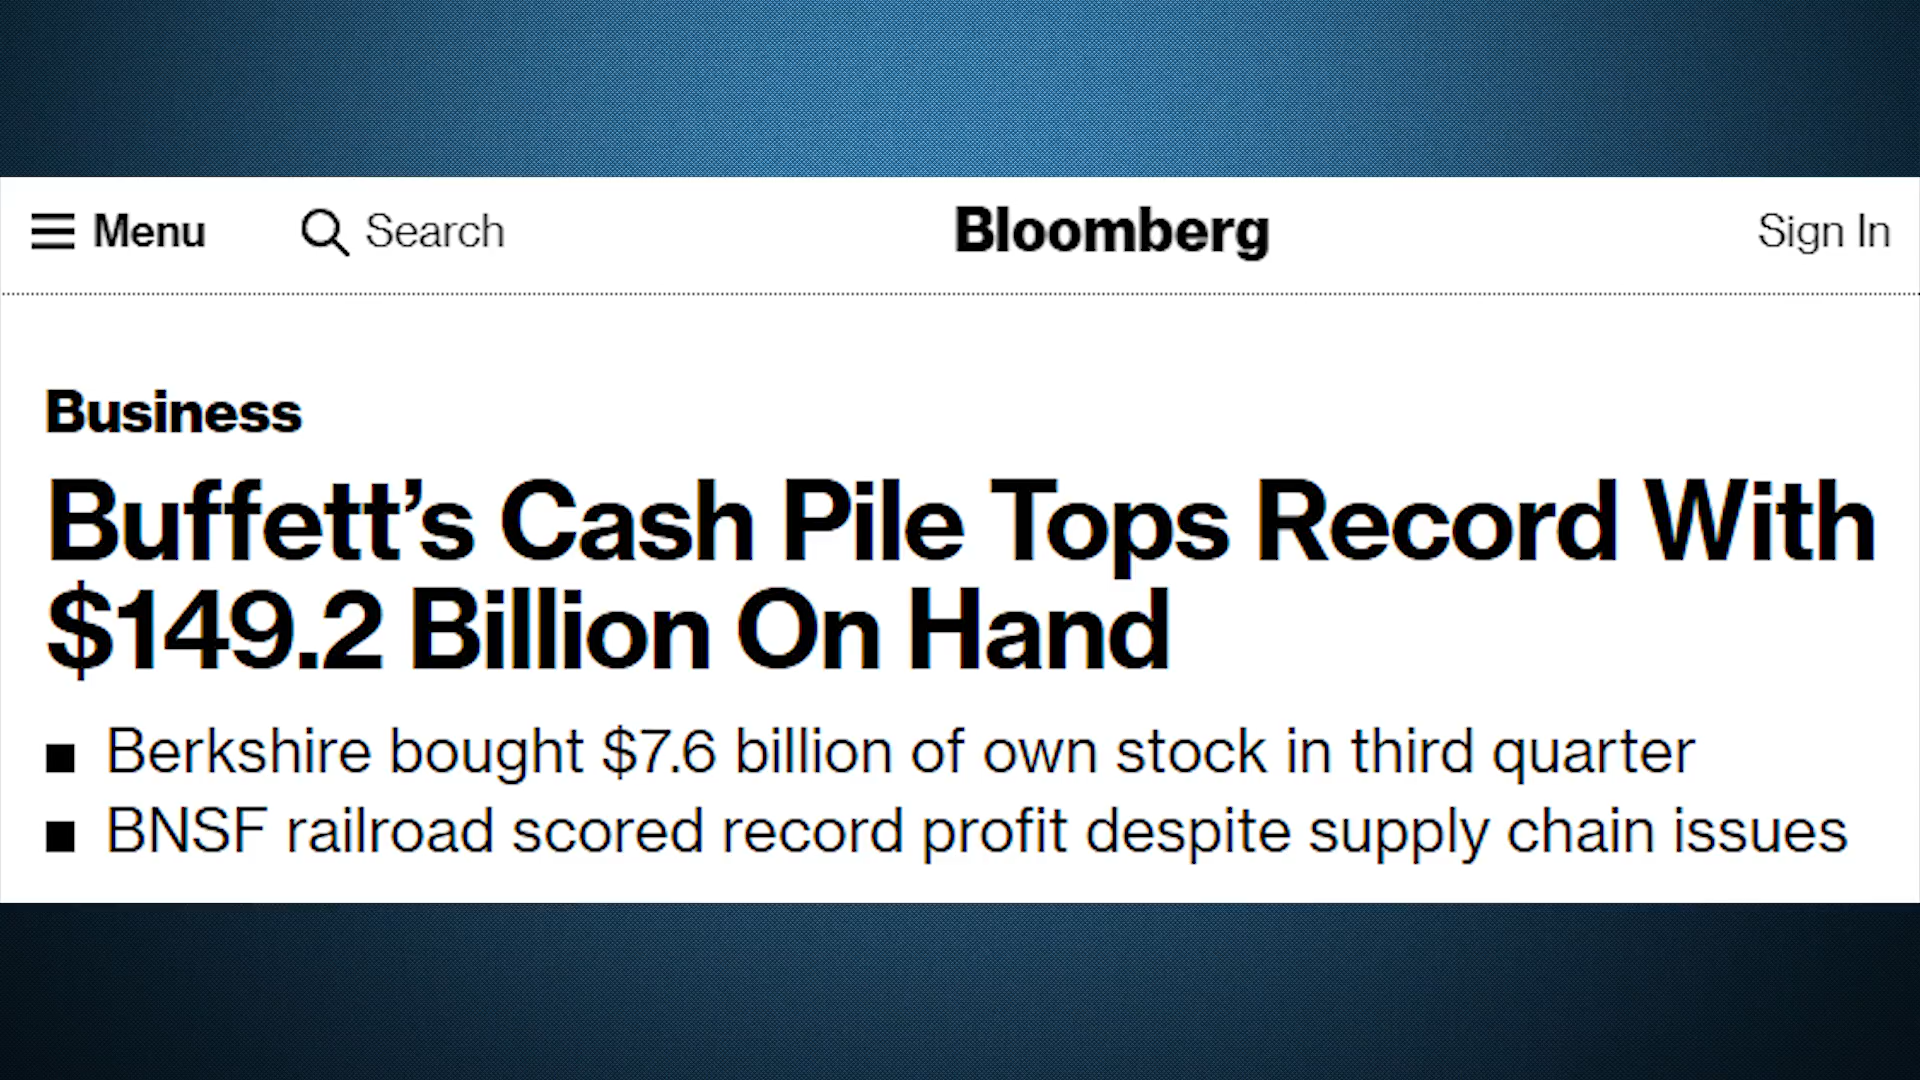 Menu Search Bloomberg Sign In
Business
Buffett’s Cash Pile Tops Record With
$149.2 Billion On Hand
■ Berkshire bought $7.6 billion of own stock in third quarter
■ BNSF railroad scored record profit despite supply chain issues